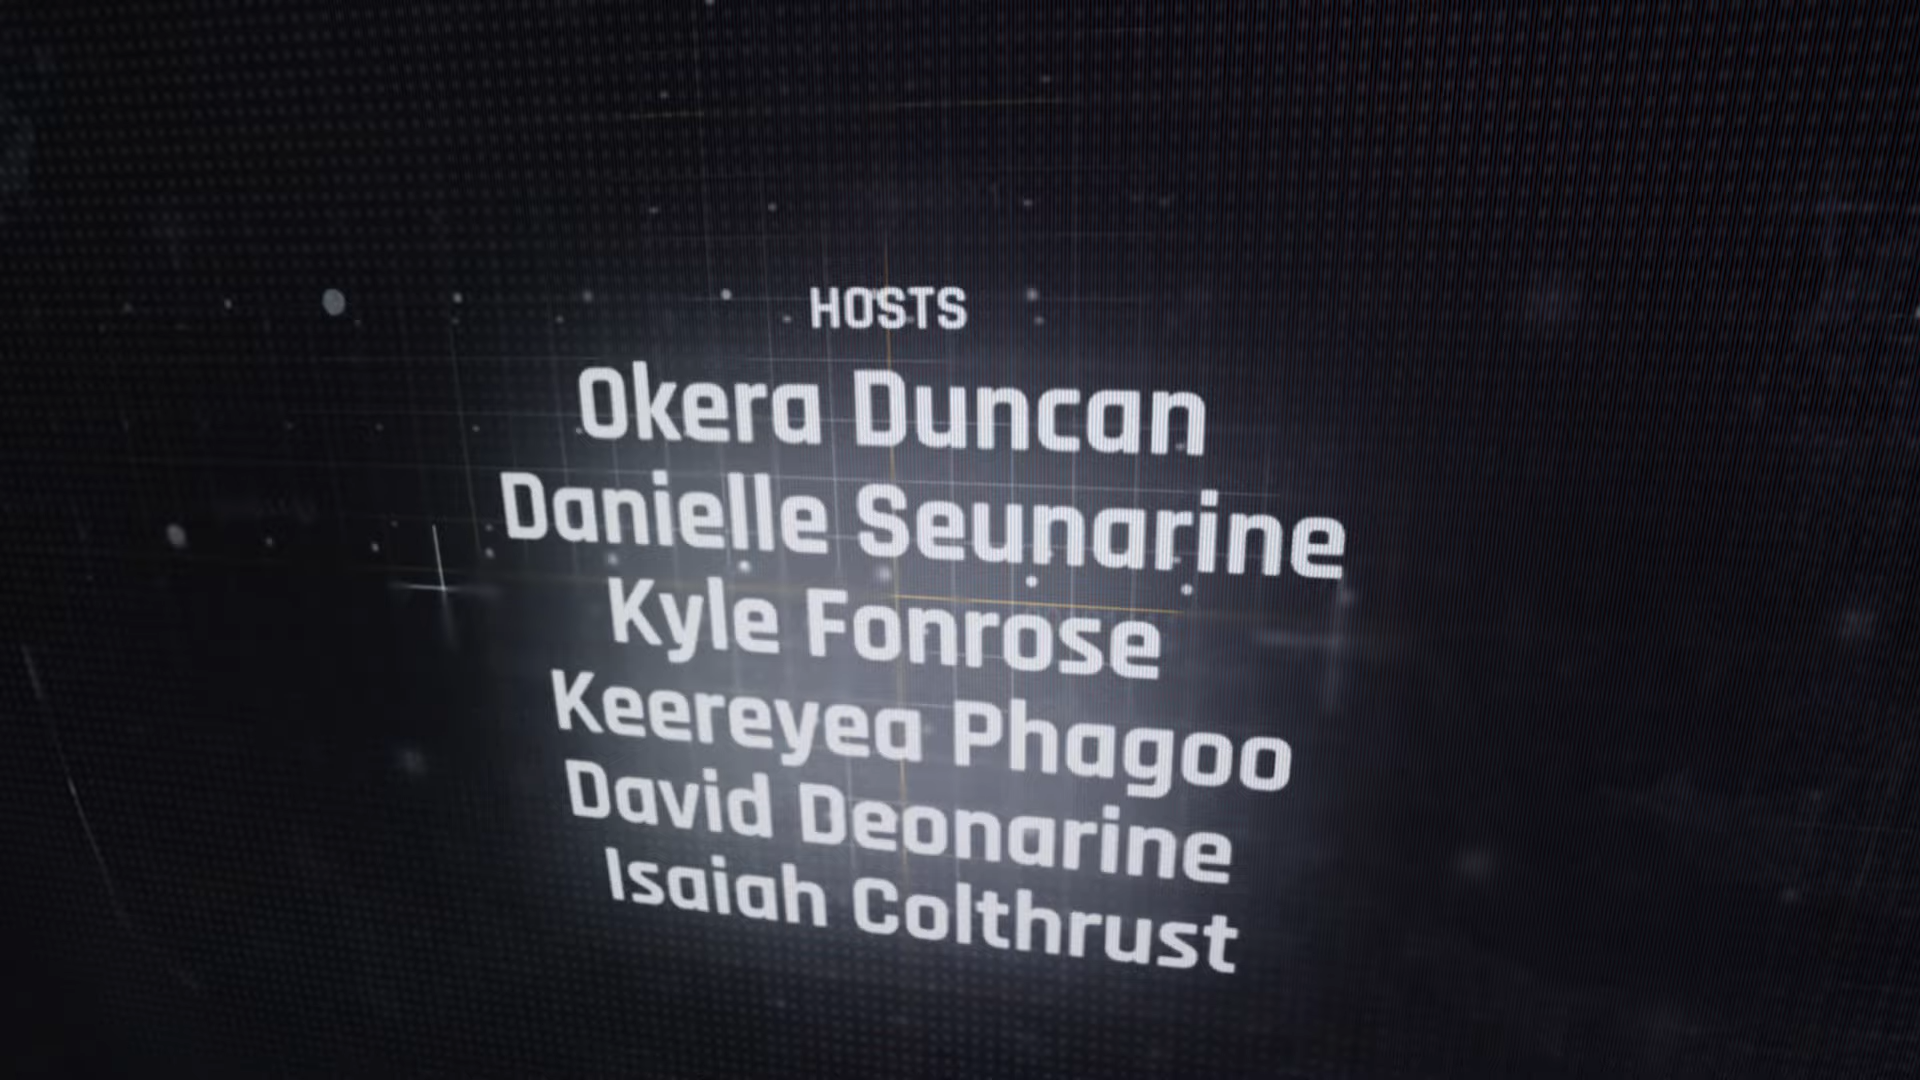 HOSTS
Okera Duncan
Danielle Seunarine
Kyle Fonrose
Keereyea Phagoo
David Deonarine
Isaiah Colthrust